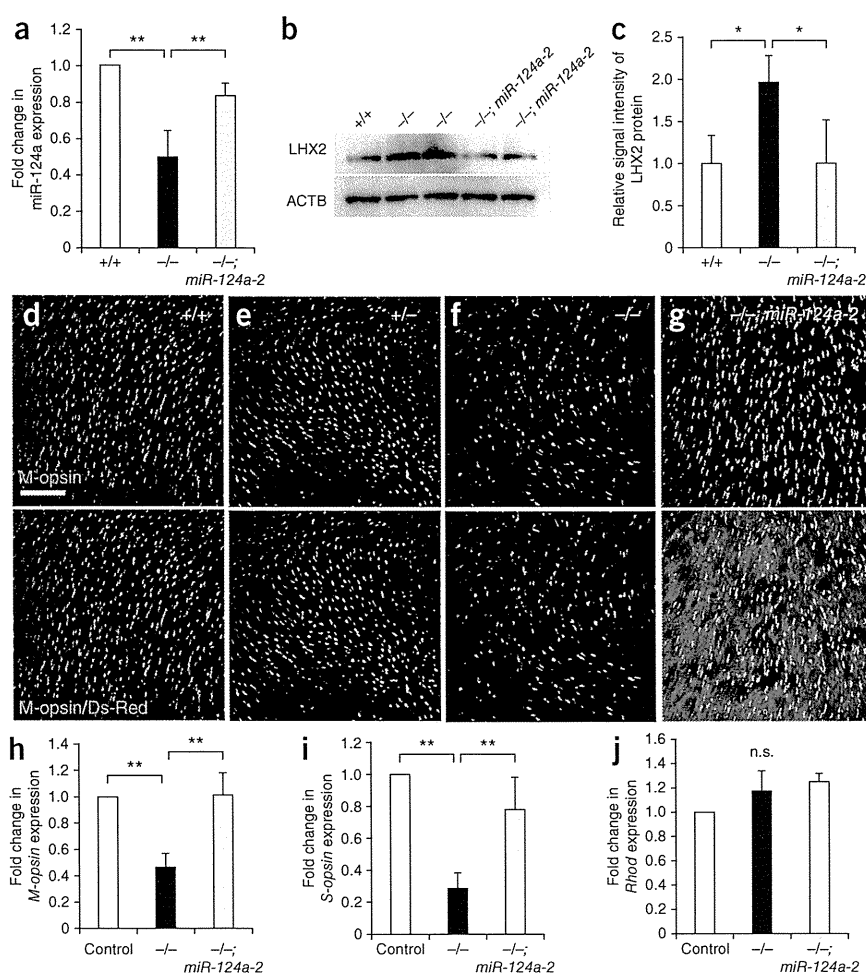 a
**
**
Fold change in
miR-124a expression
1.0
0.8
0.6
0.4
0.2
0
+/+
–/–
–/–;
miR-124a-2
b
+/+
–/–
–/–
–/–; miR-124a-2
–/–; miR-124a-2
LHX2
ACTB
c
*
*
Relative signal intensity of
LHX2 protein
2.5
2.0
1.5
1.0
0.5
0
+/+
–/–
–/–;
miR-124a-2
d
+/+
e
+/–
f
–/–
g
–/–; miR-124a-2
M-opsin
M-opsin/Ds-Red
h
**
**
Fold change in
M-opsin expression
1.4
1.2
1.0
0.8
0.6
0.4
0.2
0
Control
–/–
–/–;
miR-124a-2
i
**
**
Fold change in
S-opsin expression
1.2
1.0
0.8
0.6
0.4
0.2
0
Control
–/–
–/–;
miR-124a-2
j
n.s.
Fold change in
Rhod expression
1.6
1.4
1.2
1.0
0.8
0.6
0.4
0.2
0
Control
–/–
–/–;
miR-124a-2